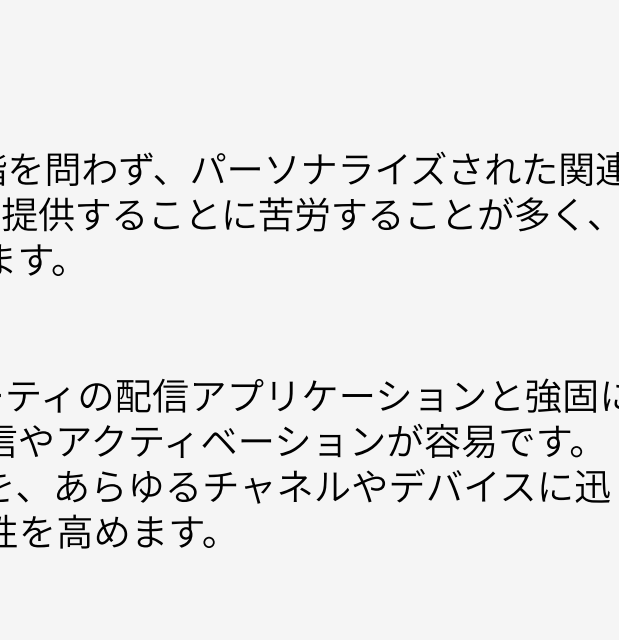 を問わず、パーソナライズされた関連
提供することに苦労することが多く、
ます。
ティの配信アプリケーションと強固に
信やアクティベーションが容易です。
を、あらゆるチャネルやデバイスに迅
性を高めます。